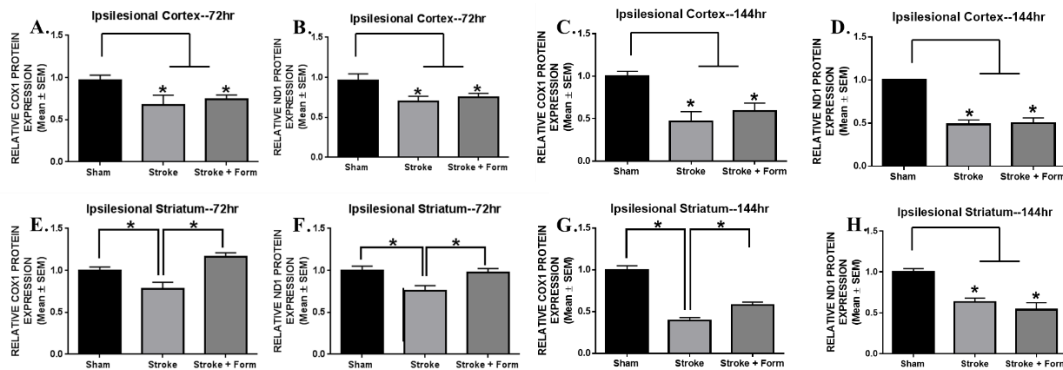 A.
Ipsilesional Cortex--72hr
RELATIVE COX1 PROTEIN
EXPRESSION
(Mean ± SEM)
1.5
1.0
0.5
0.0
* *
Sham Stroke Stroke + Form
B.
Ipsilesional Cortex--72hr
RELATIVE ND1 PROTEIN
EXPRESSION
(Mean ± SEM)
1.5
1.0
0.5
0.0
* *
Sham Stroke Stroke + Form
C.
Ipsilesional Cortex--144hr
RELATIVE COX1 PROTEIN
EXPRESSION
(Mean ± SEM)
1.5
1.0
0.5
0.0
* *
Sham Stroke Stroke + Form
D.
Ipsilesional Cortex--144hr
RELATIVE ND1 PROTEIN
EXPRESSION
(Mean ± SEM)
1.5
1.0
0.5
0.0
* *
Sham Stroke Stroke + Form
E.
Ipsilesional Striatum--72hr
RELATIVE COX1 PROTEIN
EXPRESSION
(Mean ± SEM)
1.5
1.0
0.5
0.0
* *
Sham Stroke Stroke + Form
F.
Ipsilesional Striatum--72hr
RELATIVE ND1 PROTEIN
EXPRESSION
(Mean ± SEM)
1.5
1.0
0.5
0.0
* *
Sham Stroke Stroke + Form
G.
Ipsilesional Striatum--144hr
RELATIVE COX1 PROTEIN
EXPRESSION
(Mean ± SEM)
1.5
1.0
0.5
0.0
* *
Sham Stroke Stroke + Form
H
Ipsilesional Striatum--144hr
RELATIVE ND1 PROTEIN
EXPRESSION
(Mean ± SEM)
1.5
1.0
0.5
0.0
* *
Sham Stroke Stroke + Form